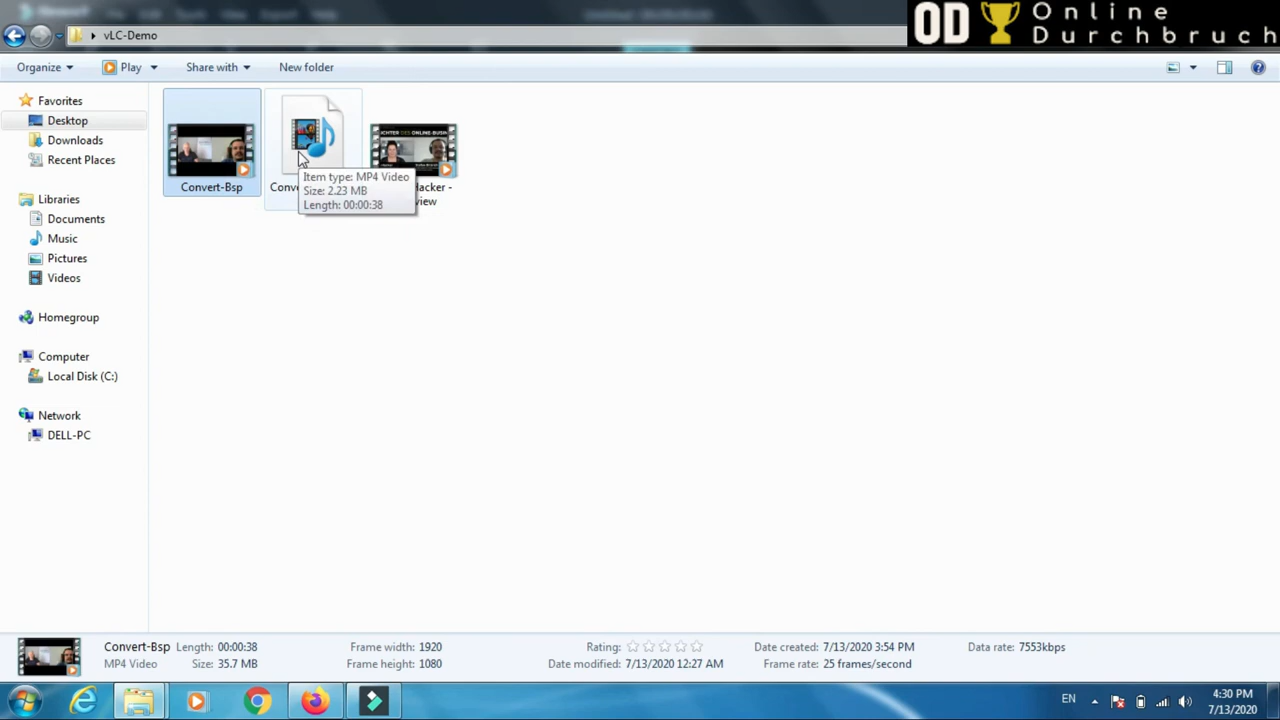 OD Online
Durchbruch
vLC-Demo
Organize
Play
Share with
New folder
Favorites
Desktop
Downloads
Recent Places
Libraries
Documents
Music
Pictures
Videos
Homegroup
Computer
Local Disk (C:)
Network
DELL-PC
Convert-Bsp
Item type: MP4 Video
Size: 2.23 MB
Length: 00:00:38
Hacker -
view
Convert-Bsp
MP4 Video
Length: 00:00:38
Size: 35.7 MB
Frame width: 1920
Frame height: 1080
Rating:
Date modified: 7/13/2020 12:27 AM
Date created: 7/13/2020 3:54 PM
Frame rate: 25 frames/second
Data rate: 7553kbps
EN
4:30 PM
7/13/2020